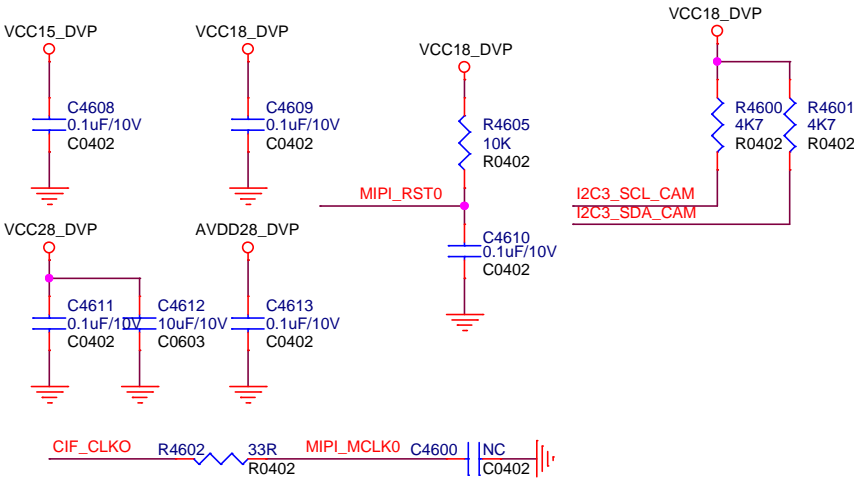 VCC15_DVP
C4608
0.1uF/10V
C0402
VCC18_DVP
C4609
0.1uF/10V
C0402
VCC18_DVP
R4605
10K
R0402
MIPI_RST0
C4610
0.1uF/10V
C0402
VCC18_DVP
R4600
4K7
R0402
R4601
4K7
R0402
I2C3_SCL_CAM
I2C3_SDA_CAM
VCC28_DVP
C4611
0.1uF/10V
C0402
C4612
10uF/10V
C0603
AVDD28_DVP
C4613
0.1uF/10V
C0402
CIF_CLKO
R4602
33R
R0402
MIPI_MCLK0
C4600
NC
C0402